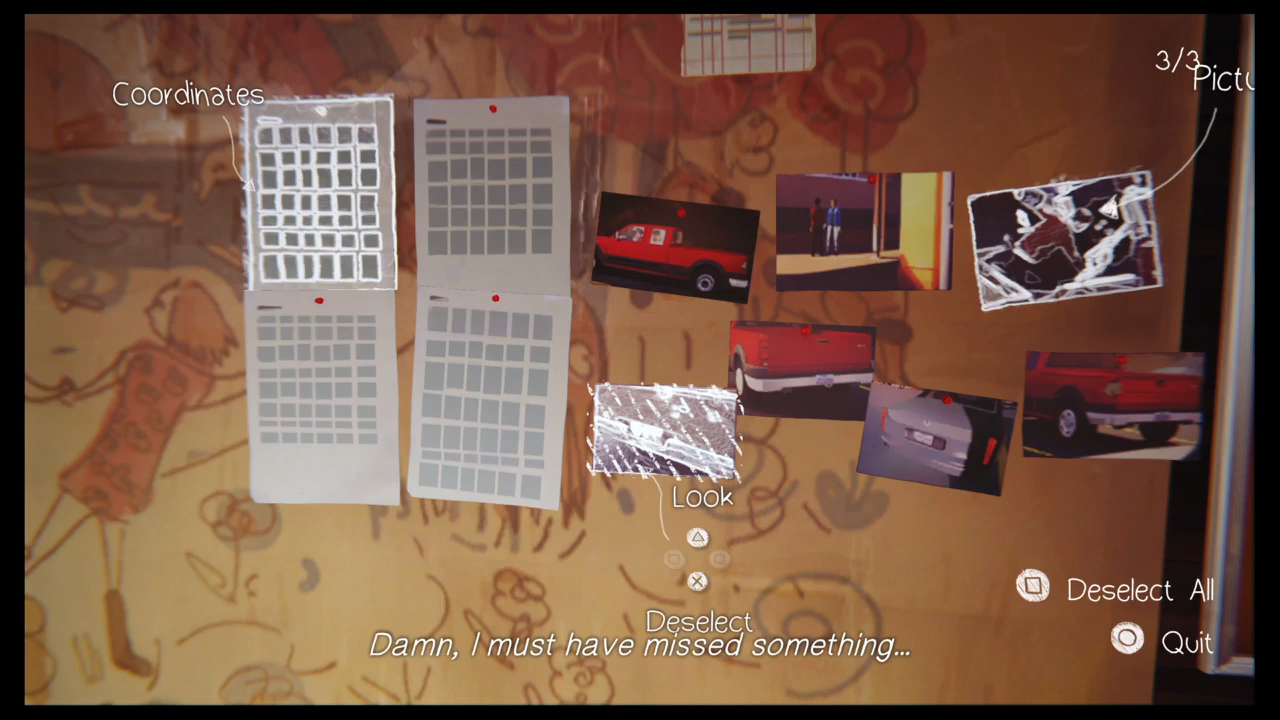 3/3
Coordinates
Pictu
Look
Deselect
Damn, I must have missed something...
Deselect All
Quit